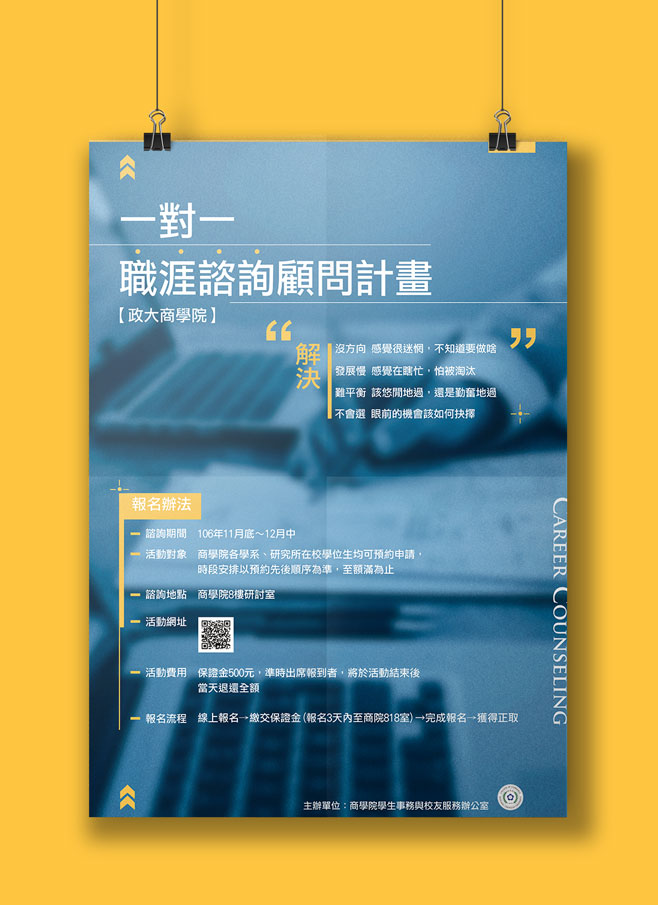 一對一
職涯諮詢顧問計畫
【政大商學院】
“解決
沒方向 感覺很迷惘，不知道要做啥
發展慢 感覺在瞎忙，怕被淘汰
難平衡 該悠閒地過，還是勤奮地過
不會選 眼前的機會該如何抉擇
”
報名辦法
諮詢期間 106年11月底～12月中
活動對象 商學院各學系、研究所在校學位生均可預約申請，
時段安排以預約先後順序為準，至額滿為止
諮詢地點 商學院8樓研討室
活動網址
活動費用 保證金500元，準時出席報到者，將於活動結束後
當天退還全額
報名流程 線上報名→繳交保證金(報名3天內至商院818室)→完成報名→獲得正取
CAREER COUNSELING
主辦單位：商學院學生事務與校友服務辦公室